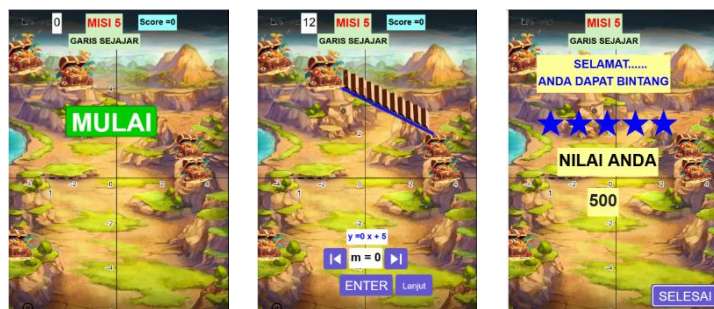 0 MISI 5 Score =0
GARIS SEJAJAR
MULAI
12 MISI 5 Score =0
GARIS SEJAJAR
y =0 x + 5
m = 0
ENTER Lanjut
MISI 5
GARIS SEJAJAR
SELAMAT......
ANDA DAPAT BINTANG
NILAI ANDA
500
SELESAI